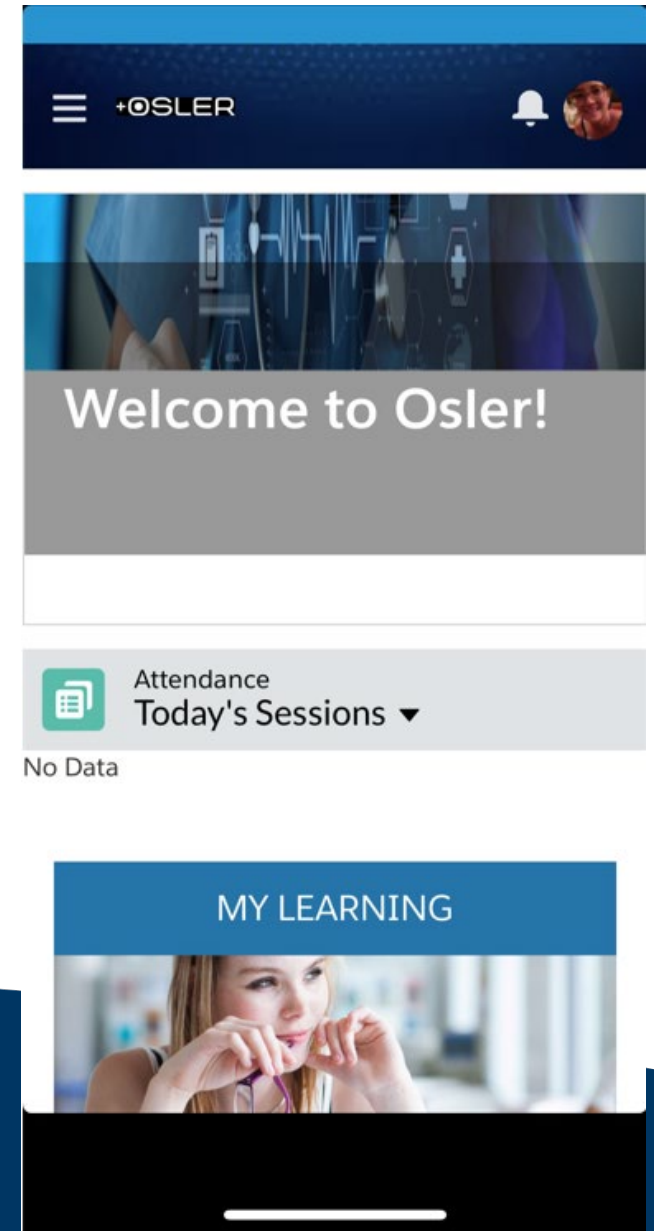 +OSLER
Welcome to Osler!
Attendance
Today's Sessions
No Data
MY LEARNING